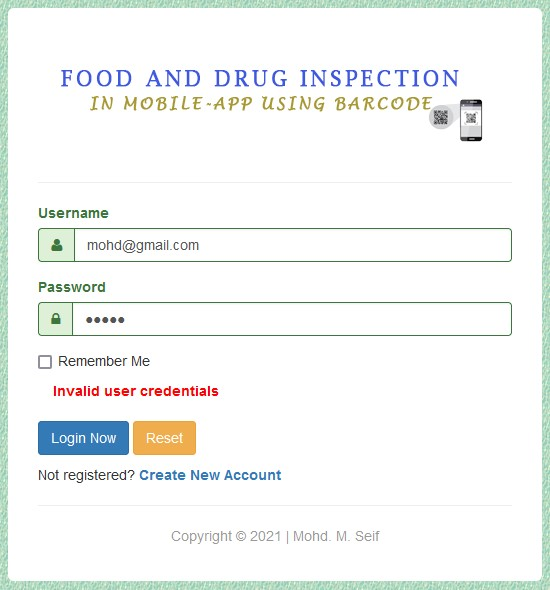 FOOD AND DRUG INSPECTION
IN MOBILE-APP USING BARCODE
Username
mohd@gmail.com
Password
●●●●●
Remember Me
Invalid user credentials
Login Now Reset
Not registered? Create New Account
Copyright © 2021 | Mohd. M. Seif